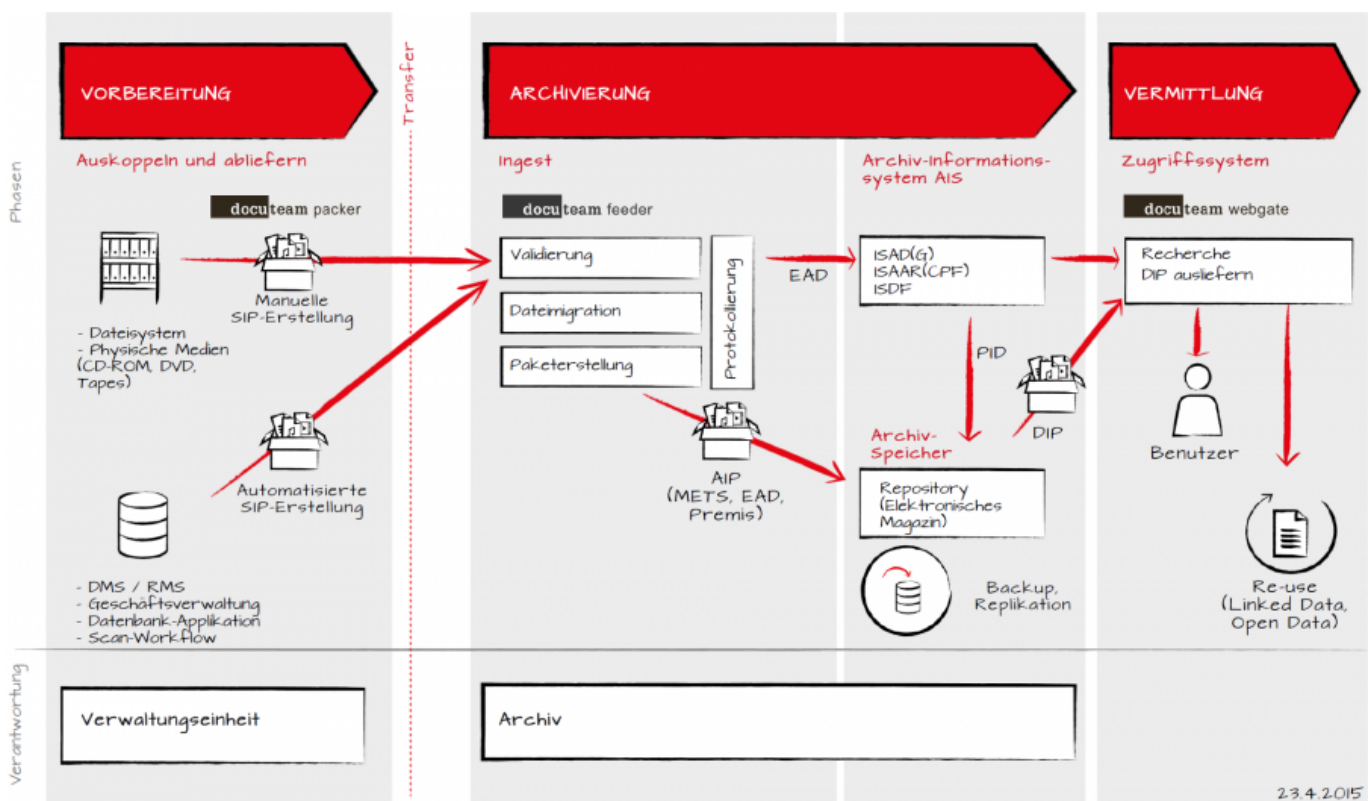 VORBEREITUNG
Auskoppeln und abliefern
docuteam packer
Manuelle
SIP-Erstellung
- Dateisystem
- Physische Medien
(CD-ROM, DVD,
Tapes)
Automatisierte
SIP-Erstellung
- DMS / RMS
- Geschäftsverwaltung
- Datenbank-Applikation
- Scan-Workflow
Transfer
ARCHIVIERUNG
Ingest
docuteam feeder
Validierung
Dateimigration
Paketerstellung
Protokollierung
EAD
AIP
(METS, EAD,
Premis)
Archiv-Informations-
system AIS
ISAD(G)
ISAAR(CPF)
ISDF
PID
DIP
Archiv-
Speicher
Repository
(Elektronisches
Magazin)
Backup,
Replikation
VERMITTLUNG
Zugriffssystem
docuteam webgate
Recherche
DIP ausliefern
Benutzer
Re-use
(Linked Data,
Open Data)
Phasen
Verantwortung
Verwaltungseinheit
Archiv
23.4.2015